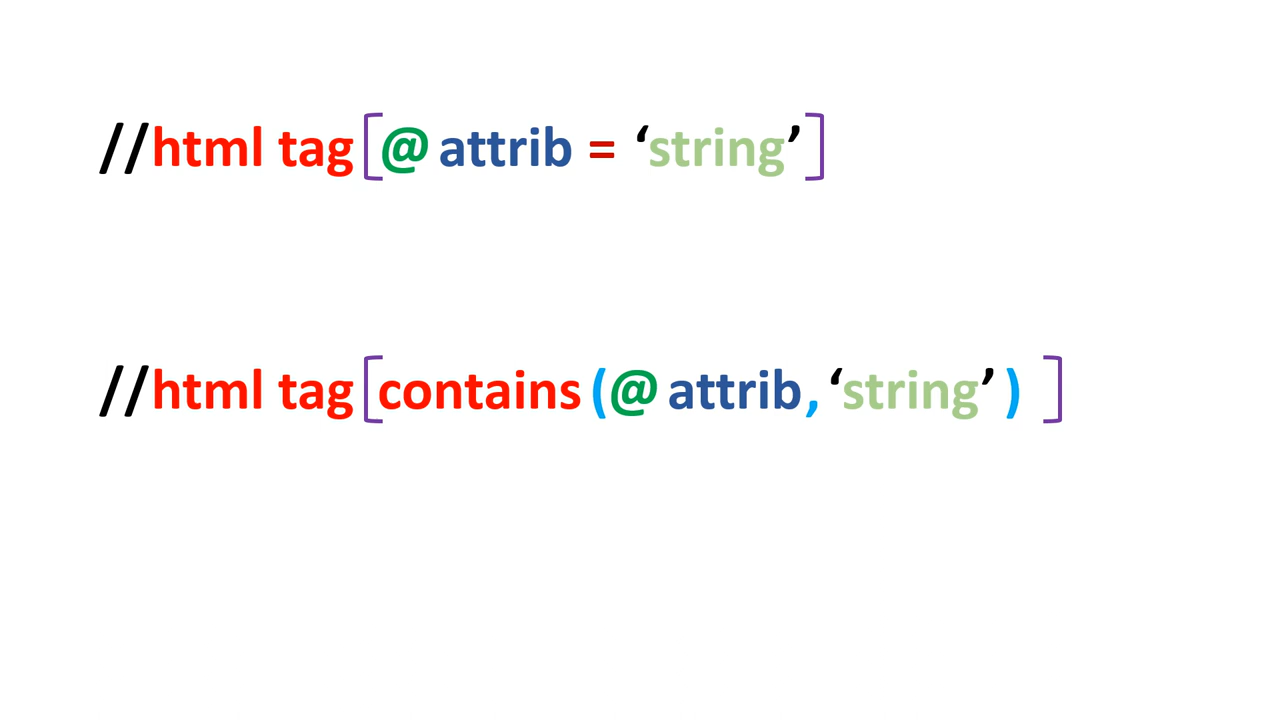 //html tag[@ attrib = ‘string’]
//html tag[contains (@ attrib, ‘string’) ]